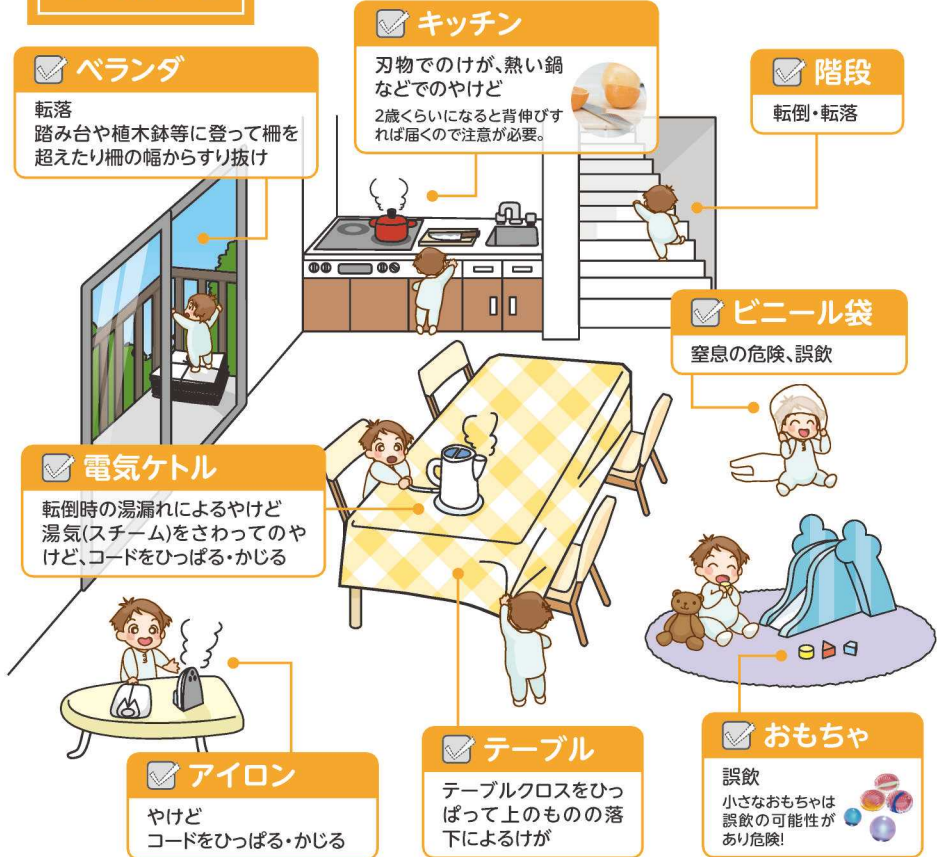 キッチン
刃物でのけが、熱い鍋
などでのやけど
2歳くらいになると背伸びす
れば届くので注意が必要。
ベランダ
転落
踏み台や植木鉢等に登って柵を
超えたり柵の幅からすり抜け
階段
転倒・転落
ビニール袋
窒息の危険、誤飲
電気ケトル
転倒時の湯漏れによるやけど
湯気(スチーム)をさわってのや
けど、コードをひっぱる・かじる
アイロン
やけど
コードをひっぱる・かじる
テーブル
テーブルクロスをひっ
ぱって上のものの落
下によるけが
おもちゃ
誤飲
小さなおもちゃは
誤飲の可能性が
あり危険!